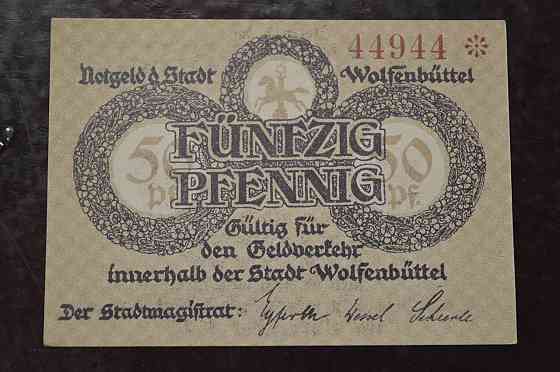 44944 ※
Notgeld d. Stadt Wolfenbüttel
50 Pf. 50 Pf.
FÜNFZIG
PFENNIG
Gültig für
den Geldverkehr
innerhalb der Stadt Wolfenbüttel
Der Stadtmagistrat: